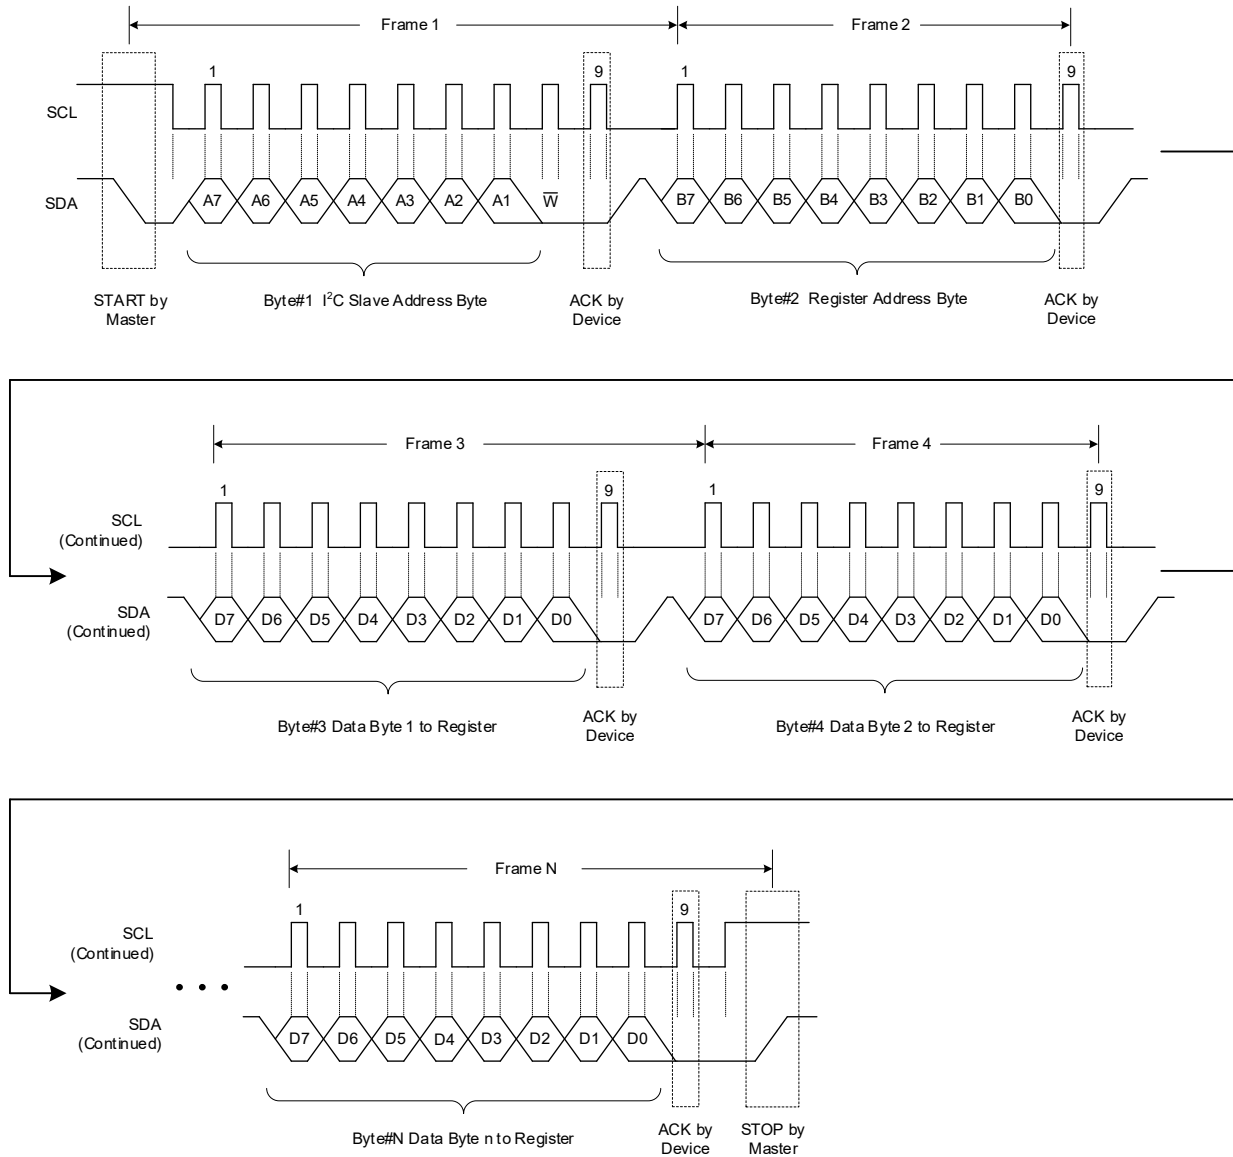 Frame 1
Frame 2
1
9
1
9
SCL
SDA
A7 A6 A5 A4 A3 A2 A1 W̅
B7 B6 B5 B4 B3 B2 B1 B0
START by
Master
Byte#1 I²C Slave Address Byte
ACK by
Device
Byte#2 Register Address Byte
ACK by
Device
Frame 3
Frame 4
1
9
1
9
SCL
(Continued)
SDA
(Continued)
D7 D6 D5 D4 D3 D2 D1 D0
D7 D6 D5 D4 D3 D2 D1 D0
Byte#3 Data Byte 1 to Register
ACK by
Device
Byte#4 Data Byte 2 to Register
ACK by
Device
Frame N
1
9
SCL
(Continued)
• • •
SDA
(Continued)
D7 D6 D5 D4 D3 D2 D1 D0
Byte#N Data Byte n to Register
ACK by
Device
STOP by
Master